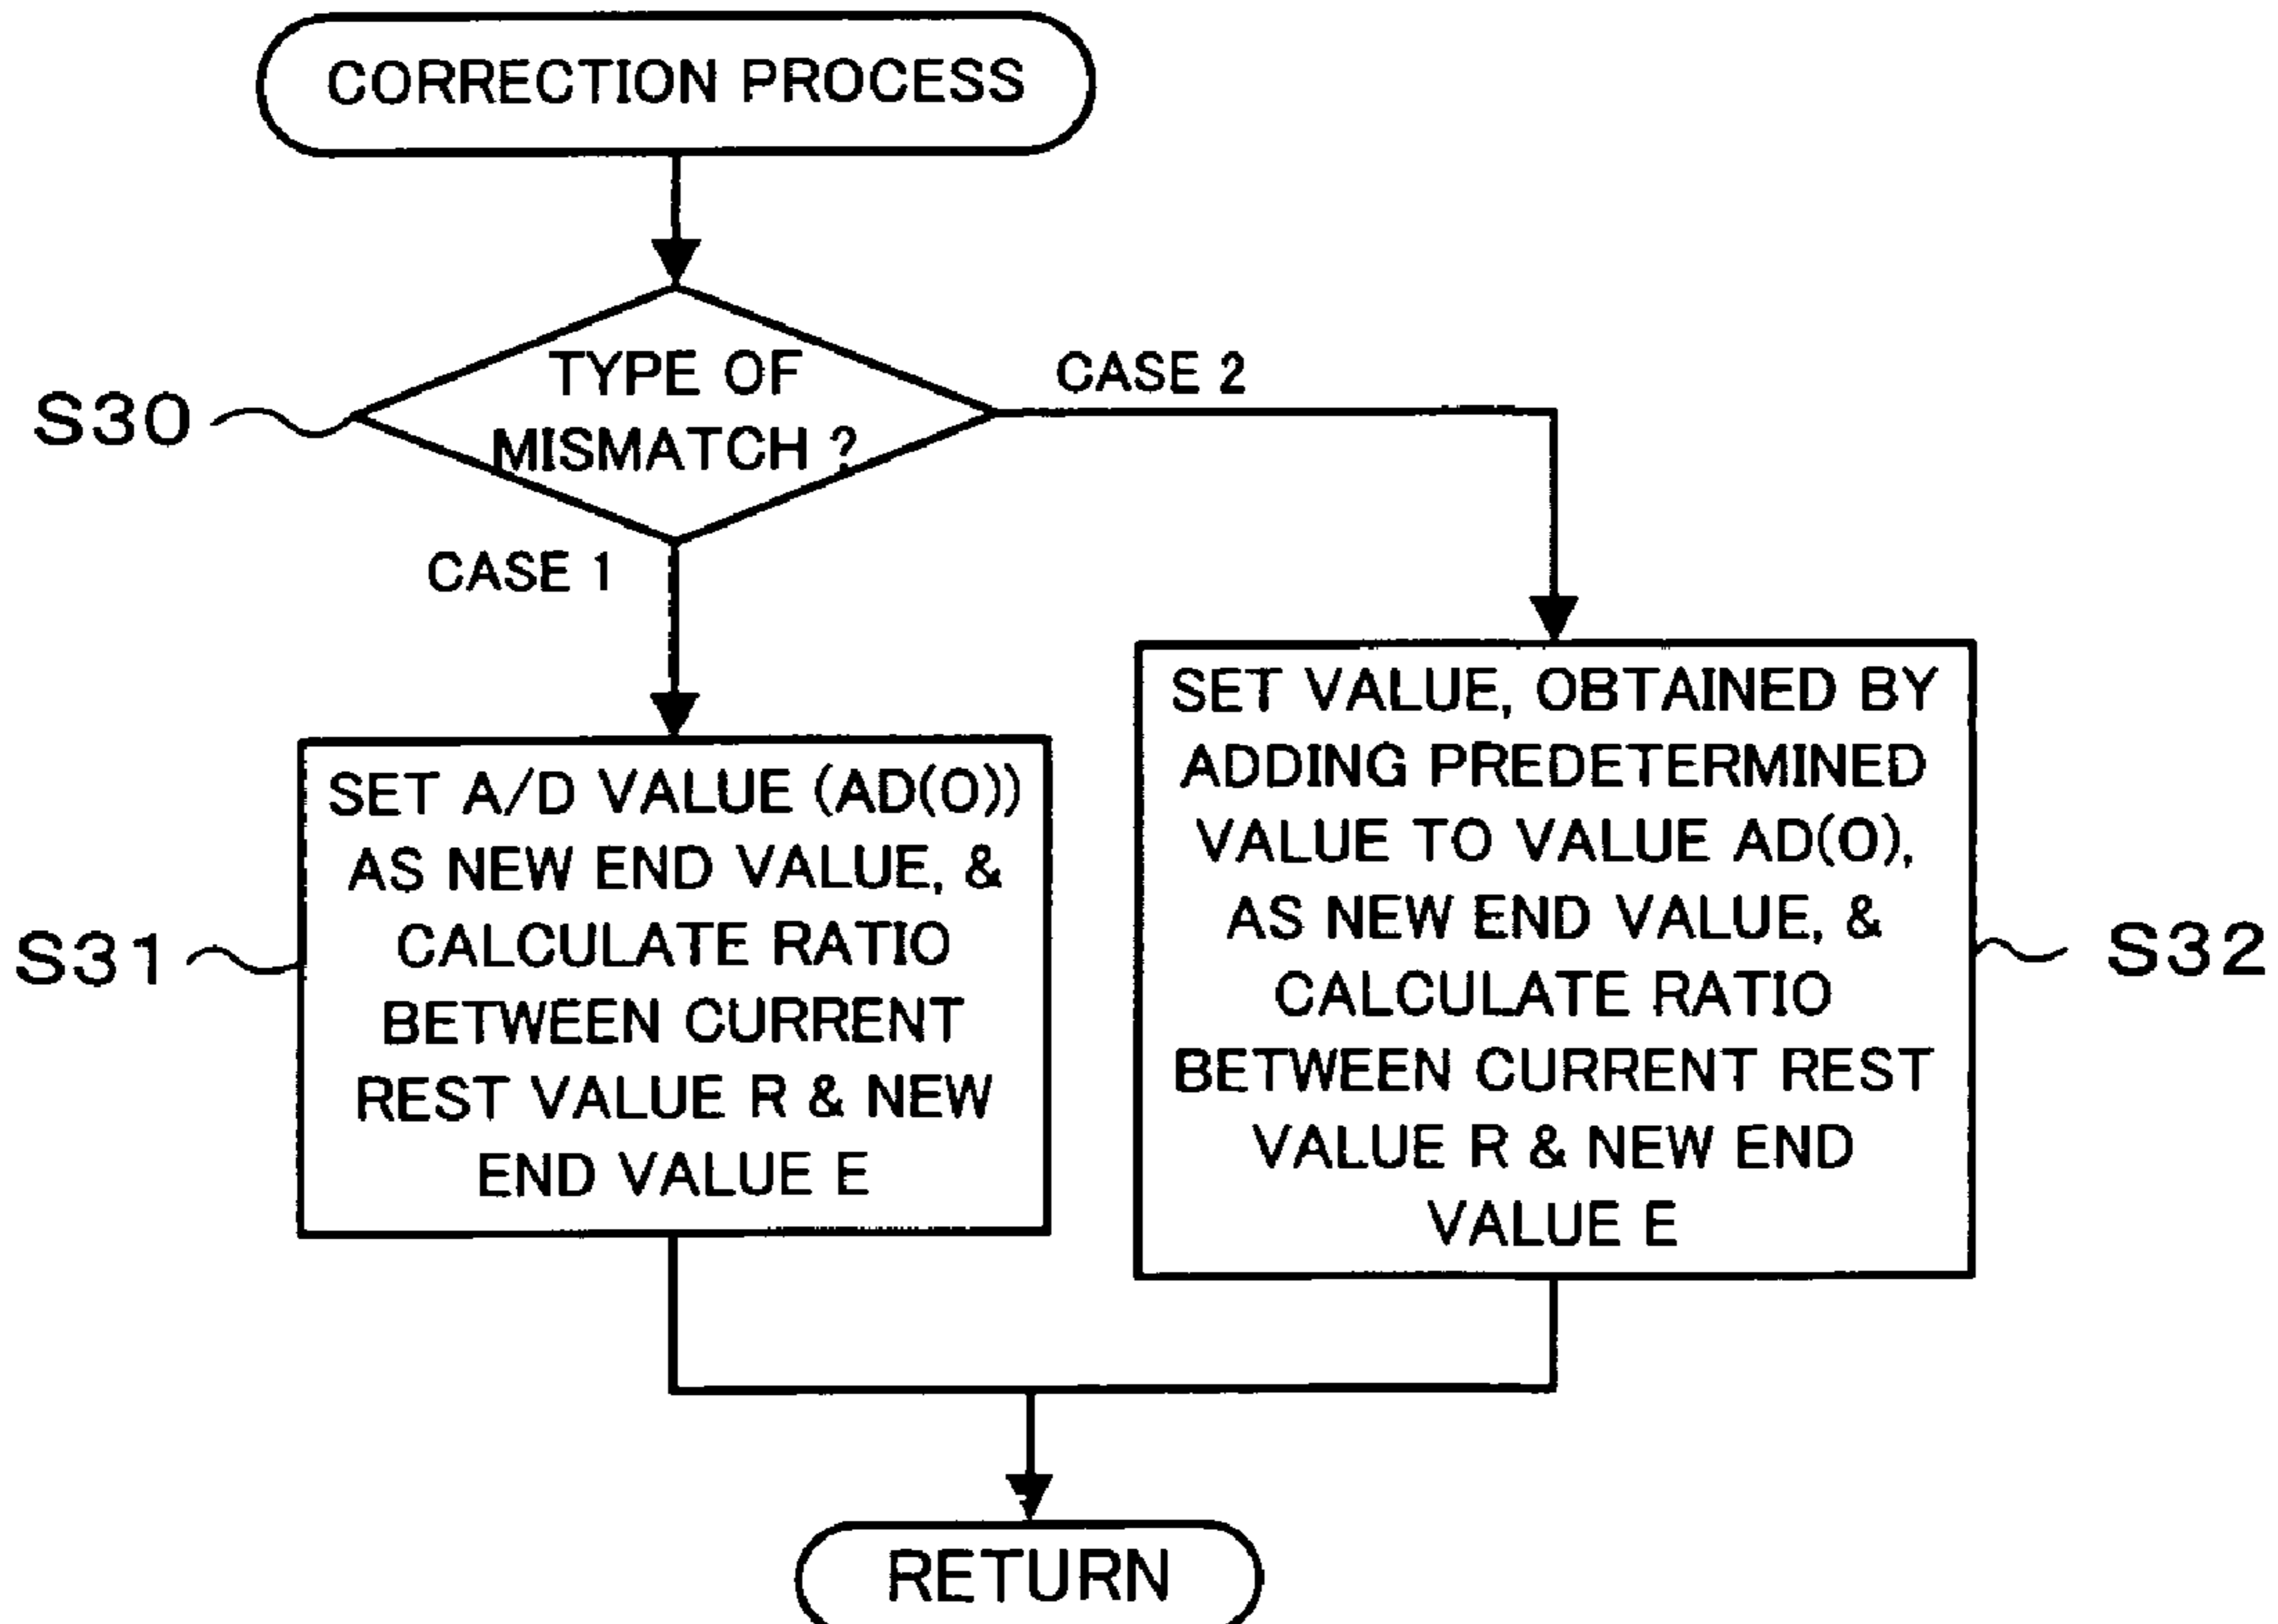 CORRECTION PROCESS
S30
TYPE OF
MISMATCH ?
CASE 2
CASE 1
S31
SET A/D VALUE (AD(0))
AS NEW END VALUE, &
CALCULATE RATIO
BETWEEN CURRENT
REST VALUE R & NEW
END VALUE E
SET VALUE, OBTAINED BY
ADDING PREDETERMINED
VALUE TO VALUE AD(0),
AS NEW END VALUE, &
CALCULATE RATIO
BETWEEN CURRENT REST
VALUE R & NEW END
VALUE E
S32
RETURN